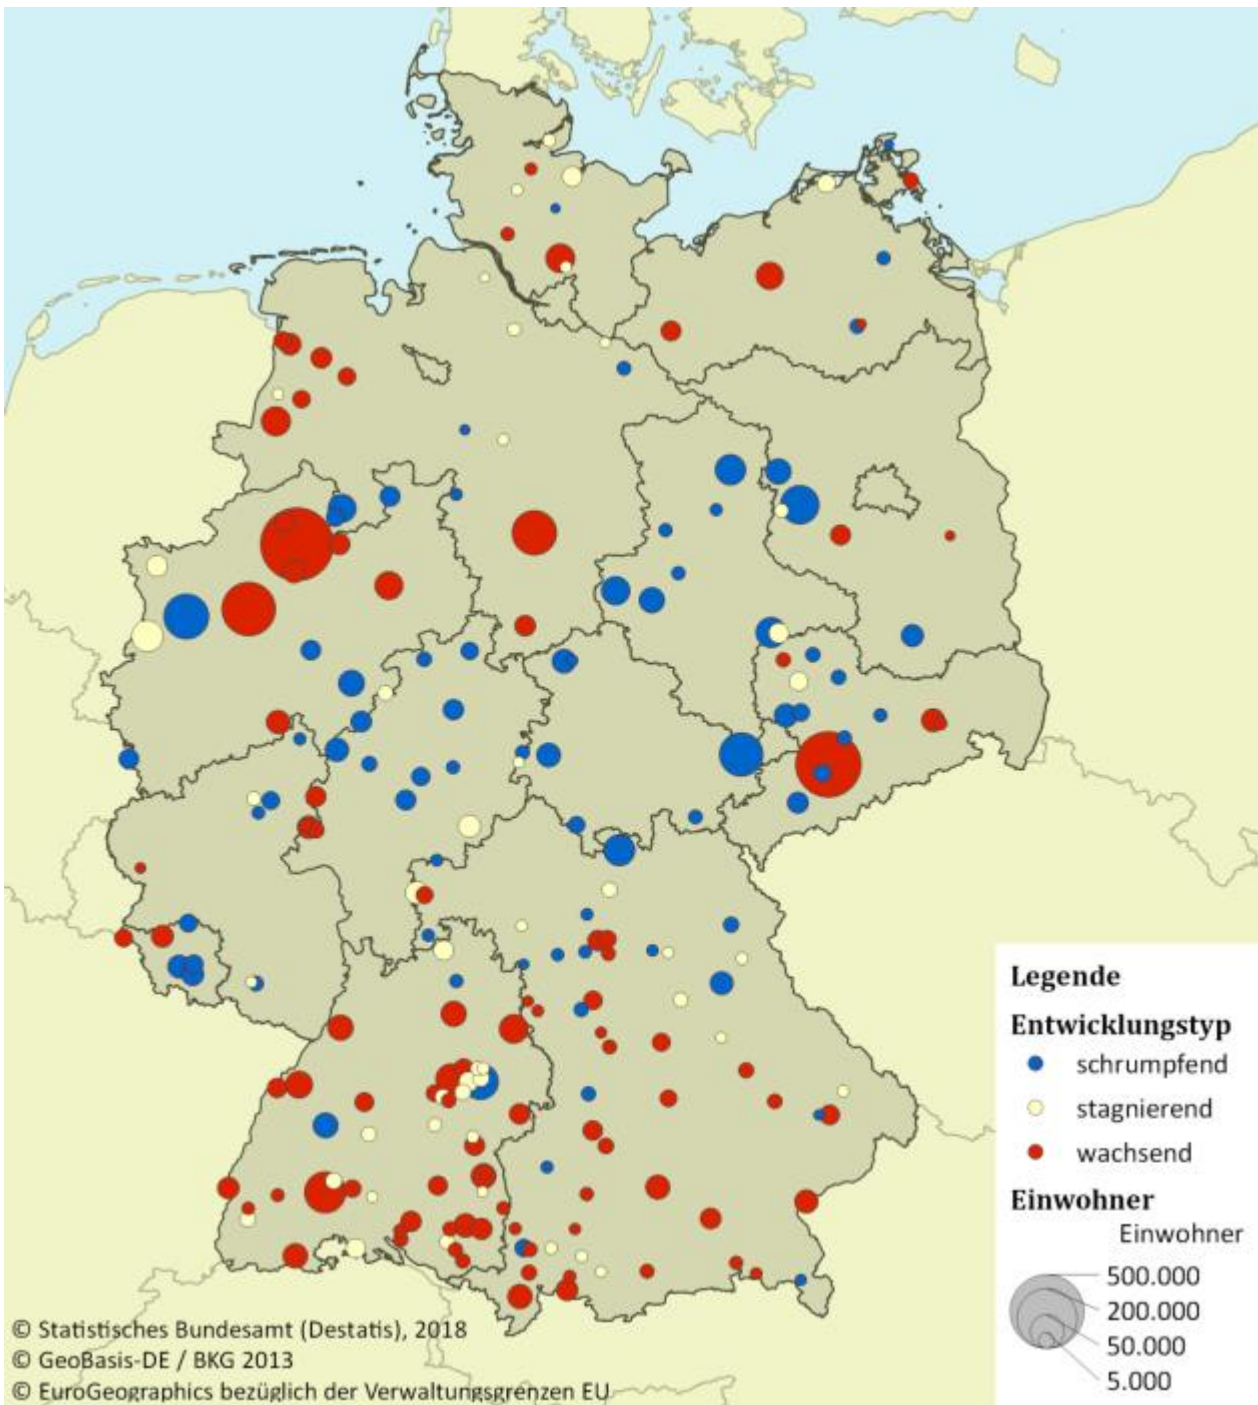 Legende
Entwicklungstyp
schrumpfend
stagnierend
wachsend
Einwohner
Einwohner
500.000
200.000
50.000
5.000
© Statistisches Bundesamt (Destatis), 2018
© GeoBasis-DE / BKG 2013
© EuroGeographics bezüglich der Verwaltungsgrenzen EU